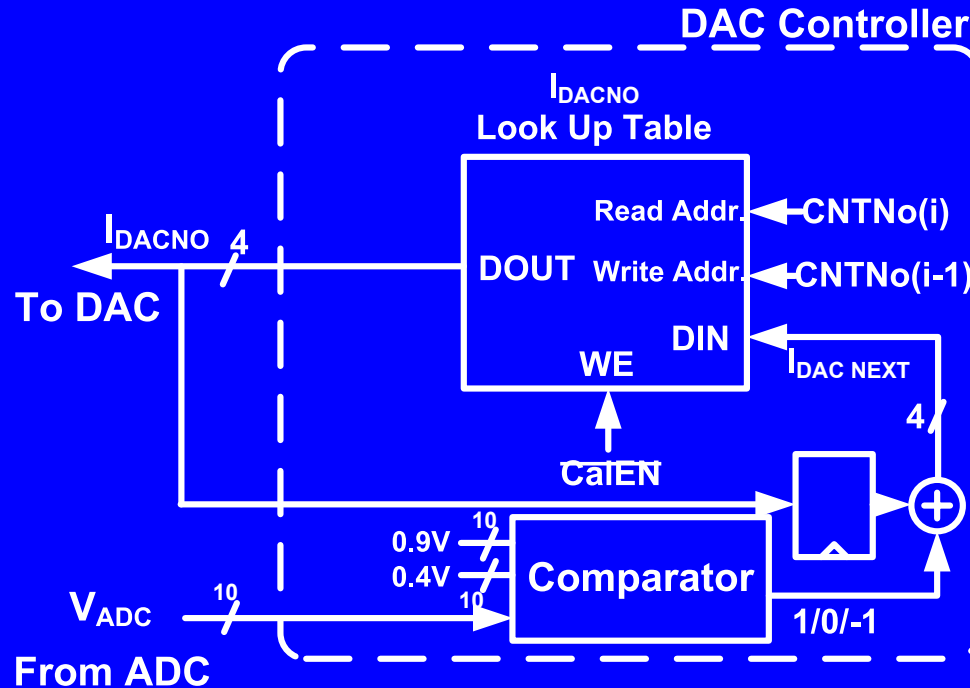 DAC Controller
IDACNO
Look Up Table
Read Addr.
CNTNo(i)
IDACNO
4
DOUT
Write Addr.
CNTNo(i-1)
To DAC
DIN
WE
IDAC NEXT
4
CalEN
+
10
0.9V
0.4V
10
Comparator
VADC
10
1/0/-1
From ADC